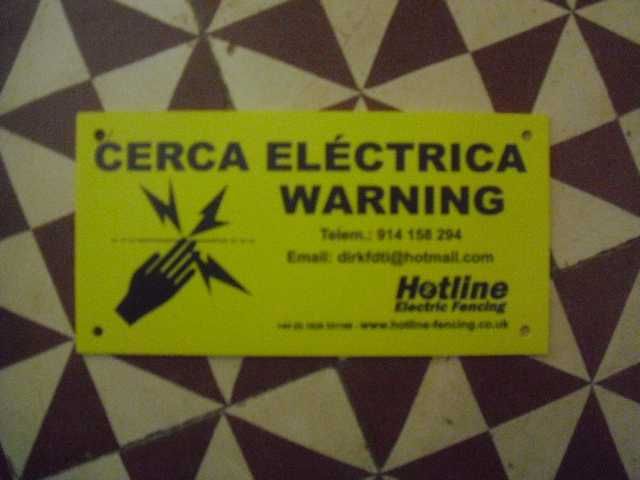 CERCA ELÉCTRICA
WARNING
Telem.: 914 158 294
Email: dirkfdti@hotmail.com
Hotline
Electric Fencing
www.hotline-fencing.co.uk